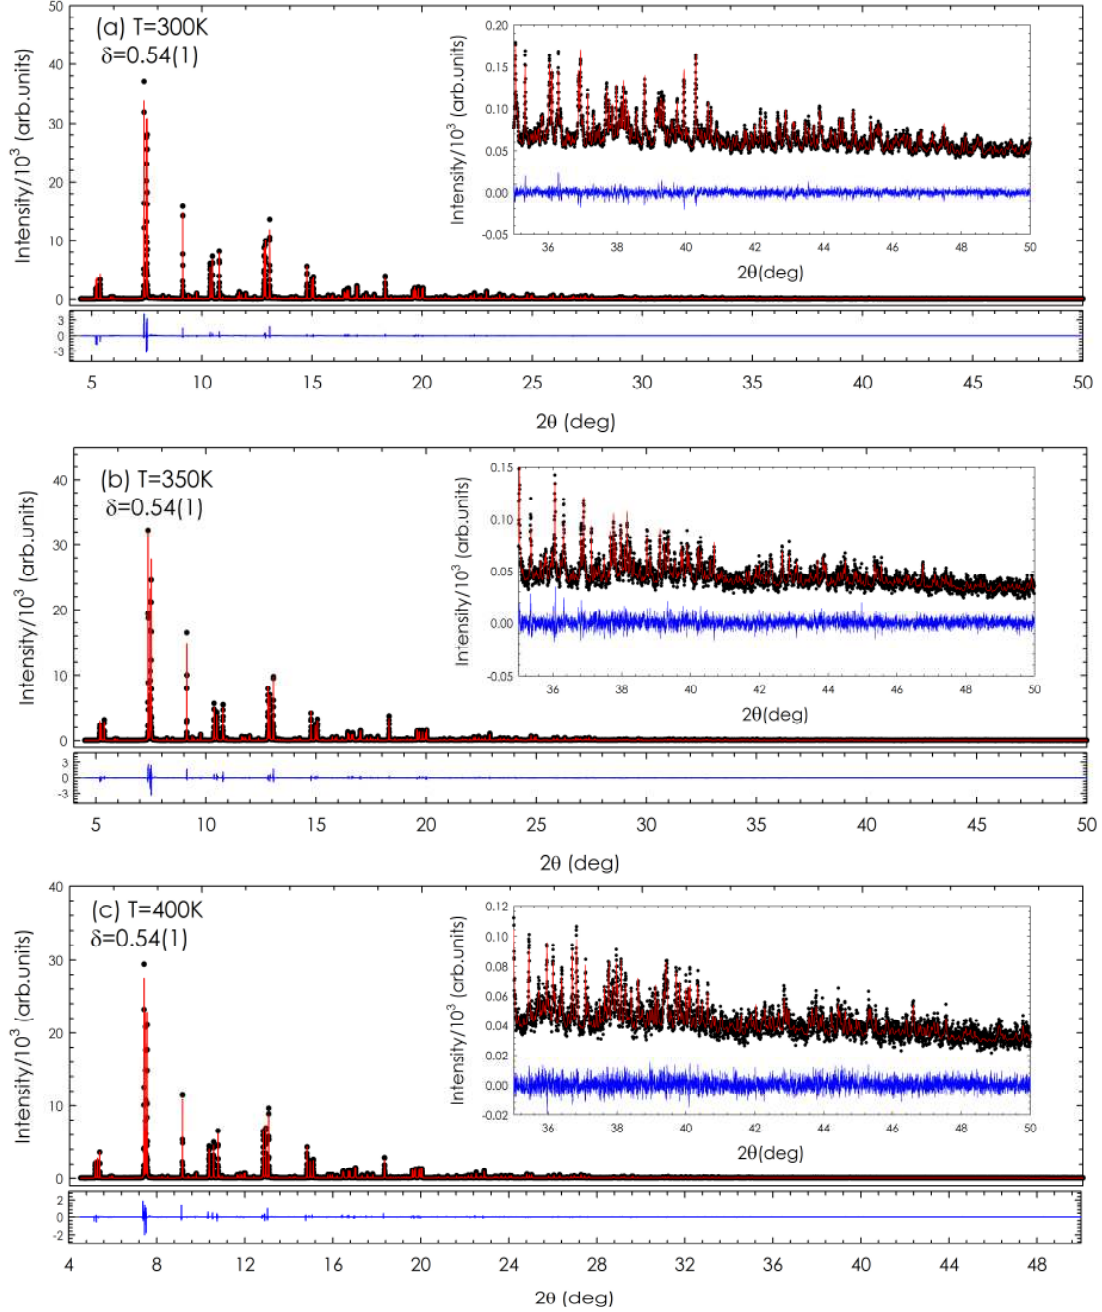 (a) T=300K
δ=0.54(1)
Intensity/10³ (arb.units)
50
40
30
20
10
0
3
0
-3
5 10 15 20 25 30 35 40 45 50
2θ (deg)
Intensity/10³ (arb.units)
0.20
0.15
0.10
0.05
0.00
-0.05
36 38 40 42 44 46 48 50
2θ(deg)
(b) T=350K
δ=0.54(1)
Intensity/10³ (arb.units)
40
30
20
10
0
3
0
-3
5 10 15 20 25 30 35 40 45 50
2θ (deg)
Intensity/10³ (arb.units)
0.15
0.10
0.05
0.00
-0.05
36 38 40 42 44 46 48 50
2θ(deg)
(c) T=400K
δ=0.54(1)
Intensity/10³ (arb.units)
40
30
20
10
0
2
0
-2
4 8 12 16 20 24 28 32 36 40 44 48
2θ (deg)
Intensity/10³ (arb.units)
0.12
0.10
0.08
0.06
0.04
0.02
0.00
-0.02
36 38 40 42 44 46 48 50
2θ(deg)